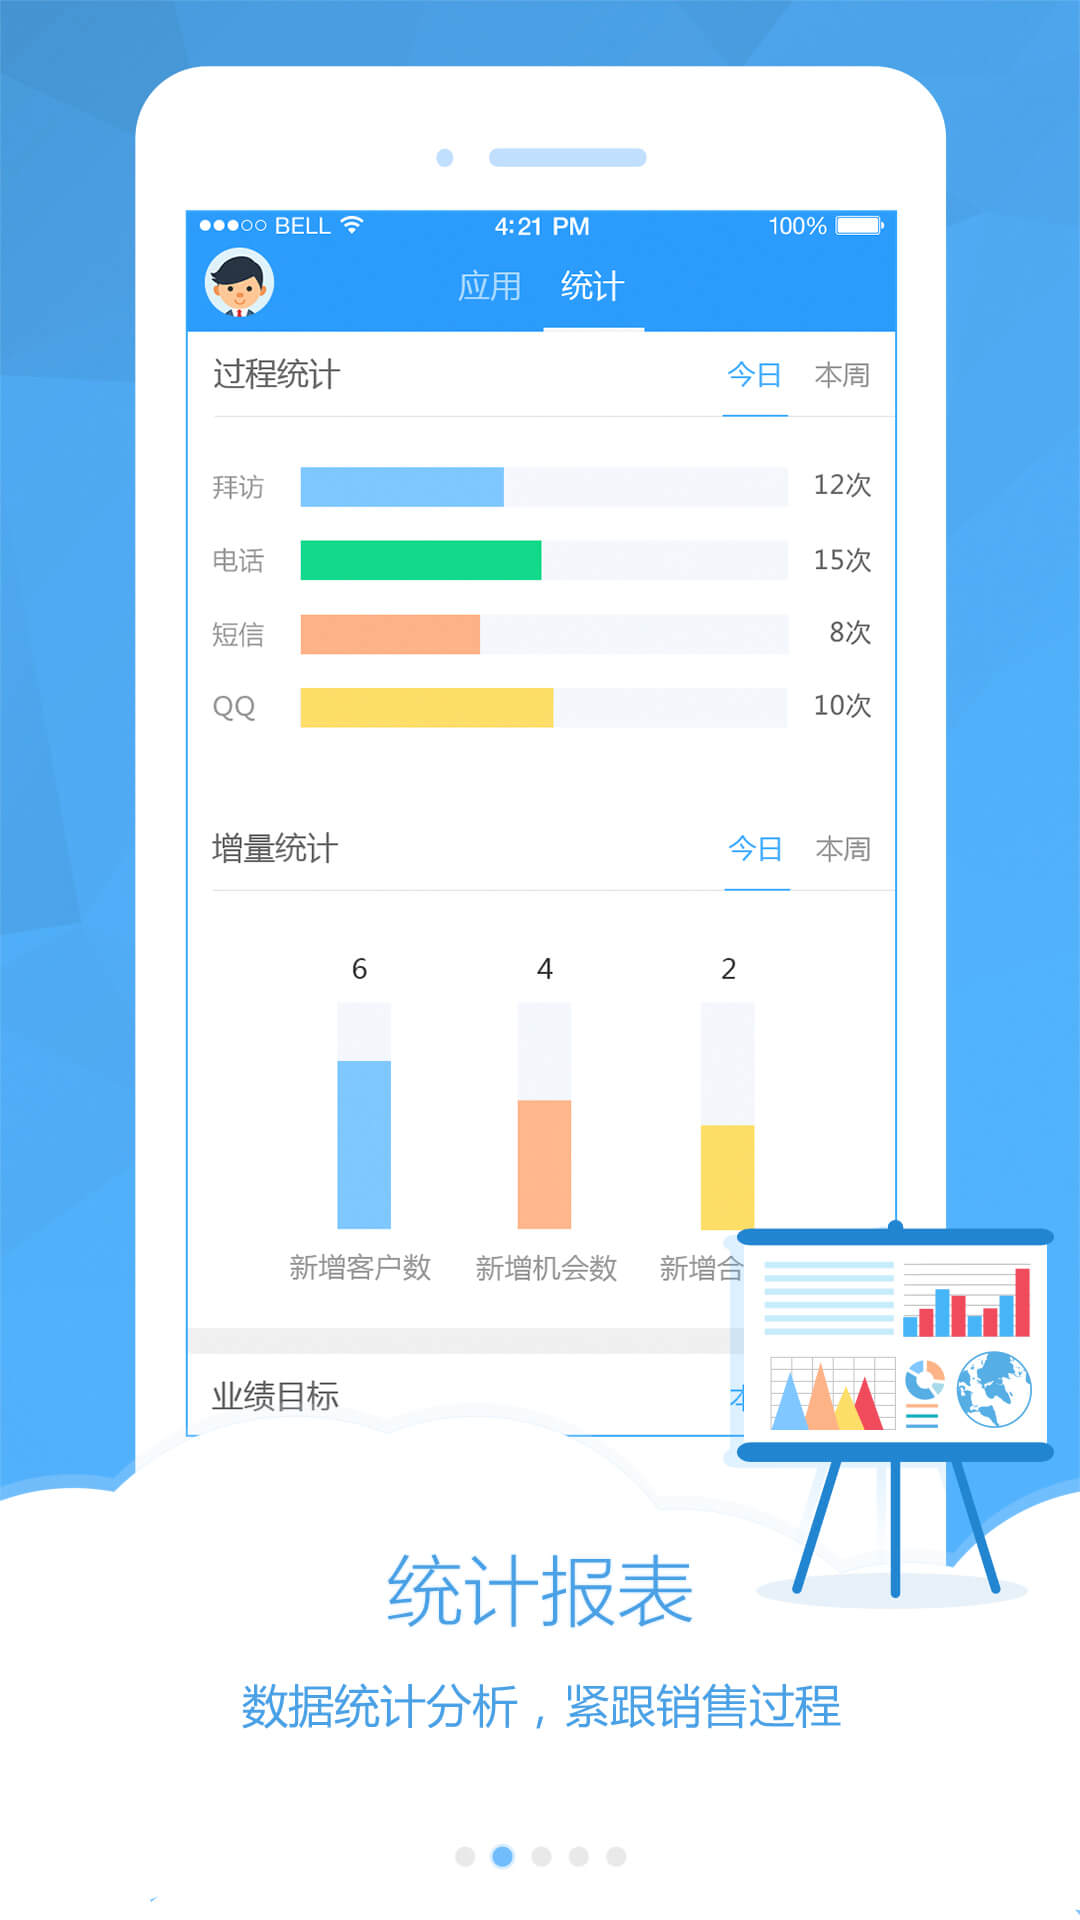 BELL 4:21 PM 100%
应用 统计
过程统计 今日 本周
拜访 12次
电话 15次
短信 8次
QQ 10次
增量统计 今日 本周
6 4 2
新增客户数 新增机会数 新增合
业绩目标
统计报表
数据统计分析，紧跟销售过程